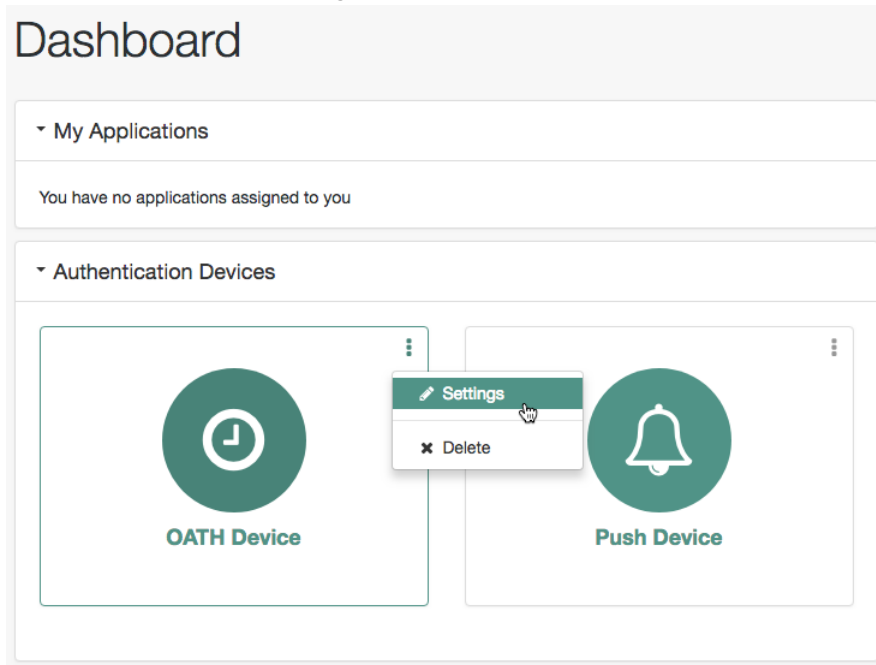 Dashboard
My Applications
You have no applications assigned to you
Authentication Devices
Settings
Delete
OATH Device
Push Device